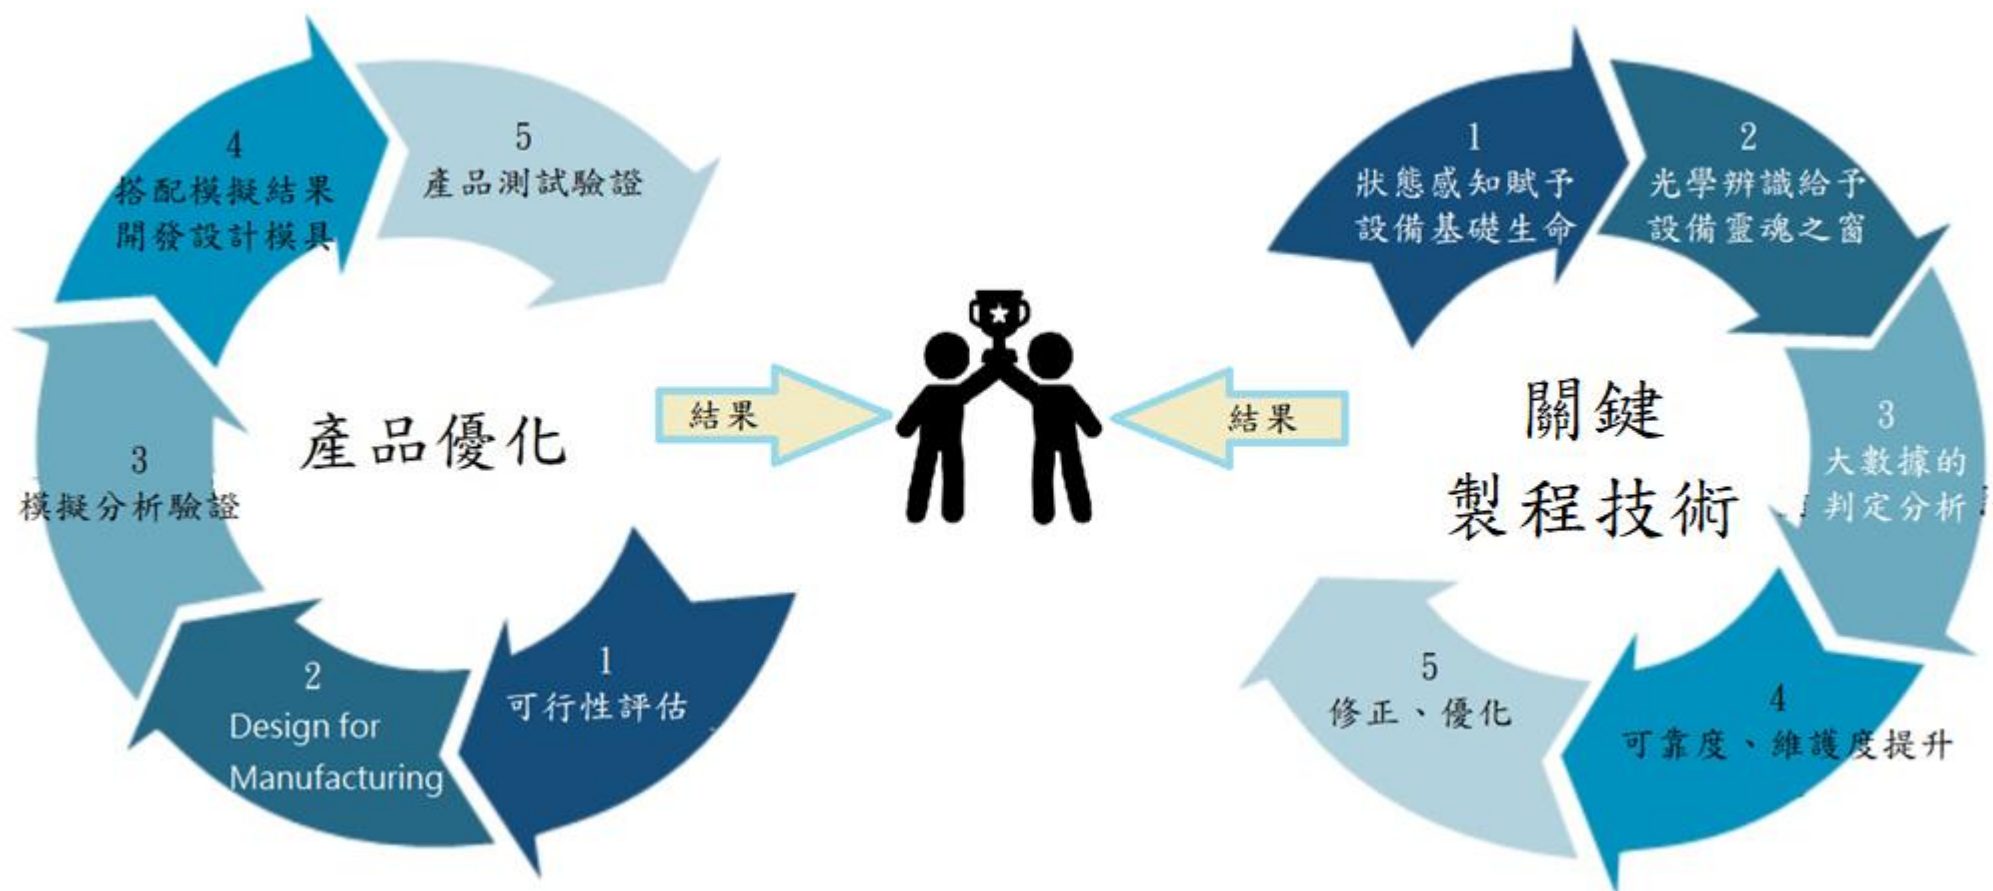 4
搭配模擬結果
開發設計模具
5
產品測試驗證
3
模擬分析驗證
產品優化
2
Design for
Manufacturing
1
可行性評估
結果
結果
1
狀態感知賦予
設備基礎生命
2
光學辨識給予
設備靈魂之窗
3
大數據的
判定分析
關鍵
製程技術
5
修正、優化
4
可靠度、維護度提升